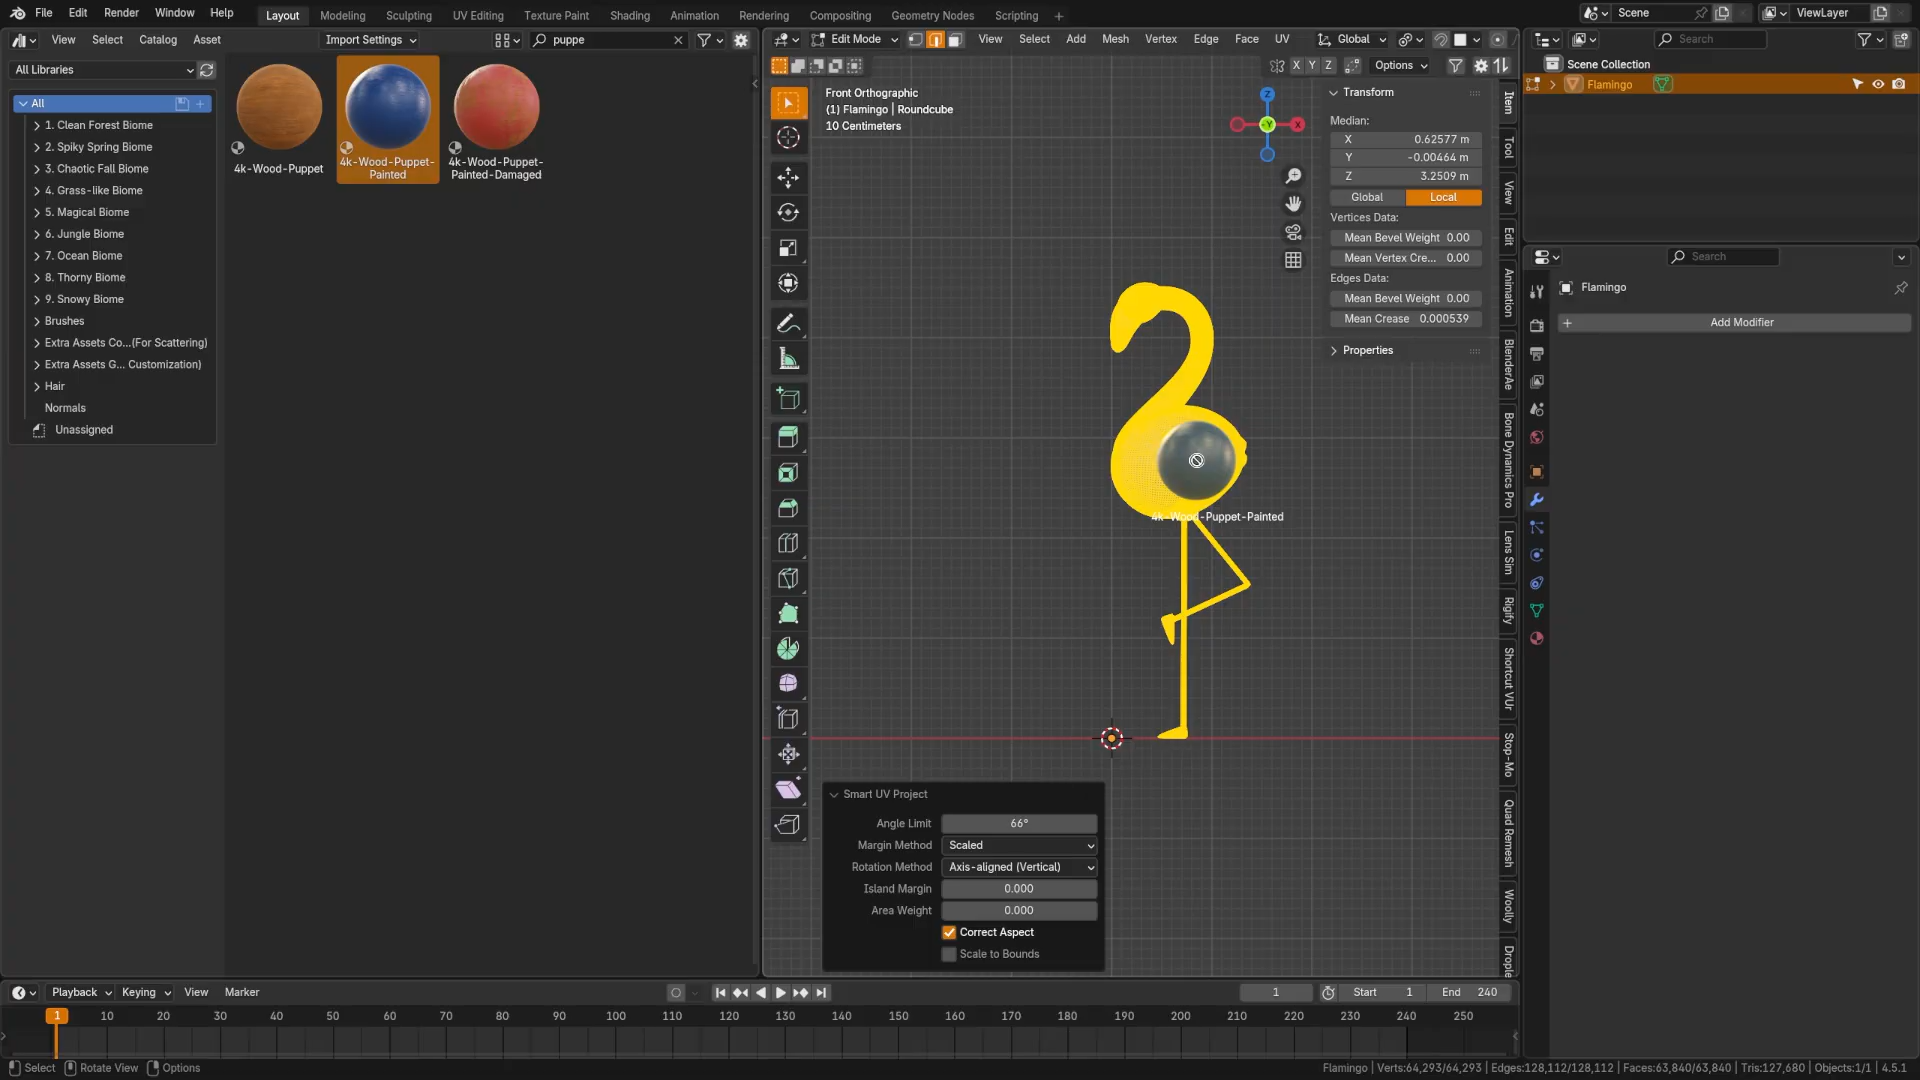 File Edit Render Window Help Layout Modeling Sculpting UV Editing Texture Paint Shading Animation Rendering Compositing Geometry Nodes Scripting + Scene ViewLayer
View Select Catalog Asset Import Settings puppe Edit Mode View Select Add Mesh Vertex Edge Face UV Global Search
All Libraries
X Y Z Options
Scene Collection
Flamingo
All
1. Clean Forest Biome
2. Spiky Spring Biome
3. Chaotic Fall Biome
4. Grass-like Biome
5. Magical Biome
6. Jungle Biome
7. Ocean Biome
8. Thorny Biome
9. Snowy Biome
Brushes
Extra Assets Co...(For Scattering)
Extra Assets G... Customization)
Hair
Normals
Unassigned
4k-Wood-Puppet
4k-Wood-Puppet-
Painted
4k-Wood-Puppet-
Painted-Damaged
Front Orthographic
(1) Flamingo | Roundcube
10 Centimeters
Z
-Y X
4k-Wood-Puppet-Painted
Transform
Median:
X 0.62577 m
Y -0.00464 m
Z 3.2509 m
Global Local
Vertices Data:
Mean Bevel Weight 0.00
Mean Vertex Cre... 0.00
Edges Data:
Mean Bevel Weight 0.00
Mean Crease 0.000539
Properties
Item
Tool
View
Edit
Animation
BlenderAe
Bone Dynamics Pro
Lens Sim
Rigify
Shortcut VUr
Stop-Mo
Quad Remesh
Woolly
Drople
Search
Flamingo
+ Add Modifier
Smart UV Project
Angle Limit 66°
Margin Method Scaled
Rotation Method Axis-aligned (Vertical)
Island Margin 0.000
Area Weight 0.000
Correct Aspect
Scale to Bounds
Playback Keying View Marker 1 Start 1 End 240
1 10 20 30 40 50 60 70 80 90 100 110 120 130 140 150 160 170 180 190 200 210 220 230 240 250
Select Rotate View Options Flamingo | Verts:64,293/64,293 | Edges:128,112/128,112 | Faces:63,840/63,840 | Tris:127,680 | Objects:1/1 | 4.5.1